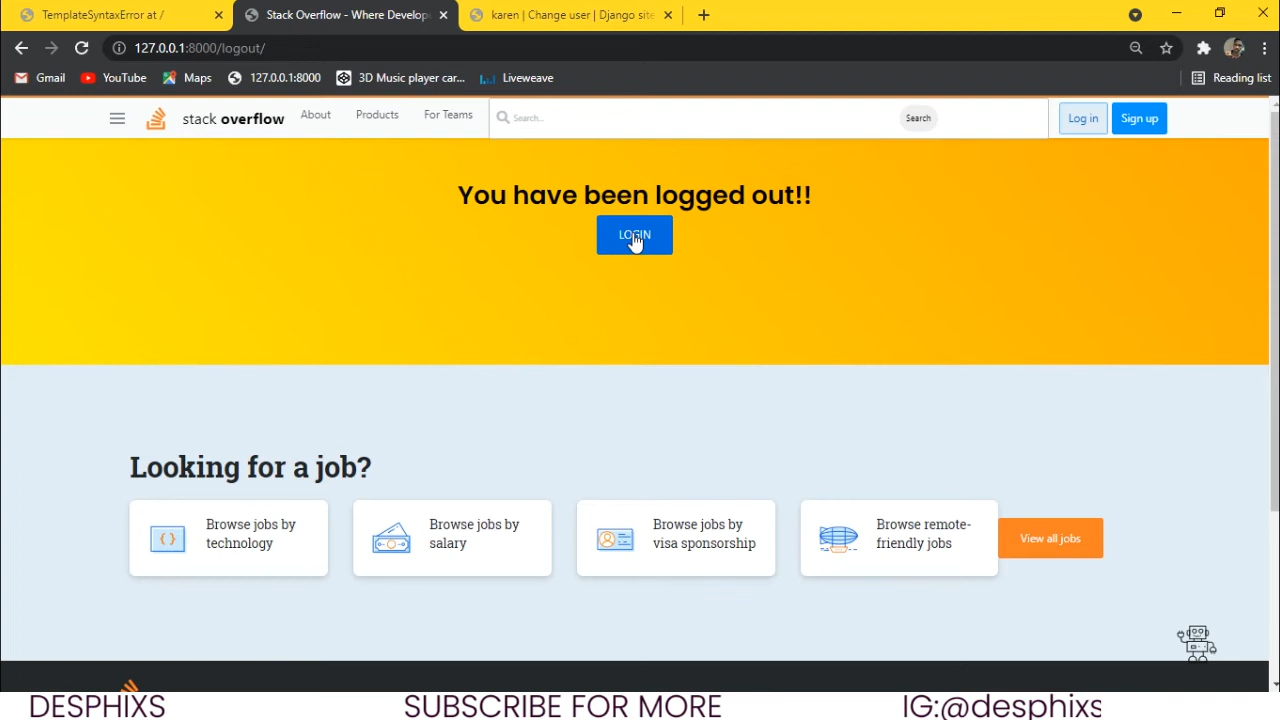 TemplateSyntaxError at /
Stack Overflow - Where Develop
karen | Change user | Django site
127.0.0.1:8000/logout/
Gmail YouTube Maps 127.0.0.1:8000 3D Music player car... Liveweave Reading list
stack overflow About Products For Teams Search... Search Log in Sign up
You have been logged out!!
LOGIN
Looking for a job?
Browse jobs by
technology
Browse jobs by
salary
Browse jobs by
visa sponsorship
Browse remote-
friendly jobs
View all jobs
DESPHIXS SUBSCRIBE FOR MORE IG:@desphixs